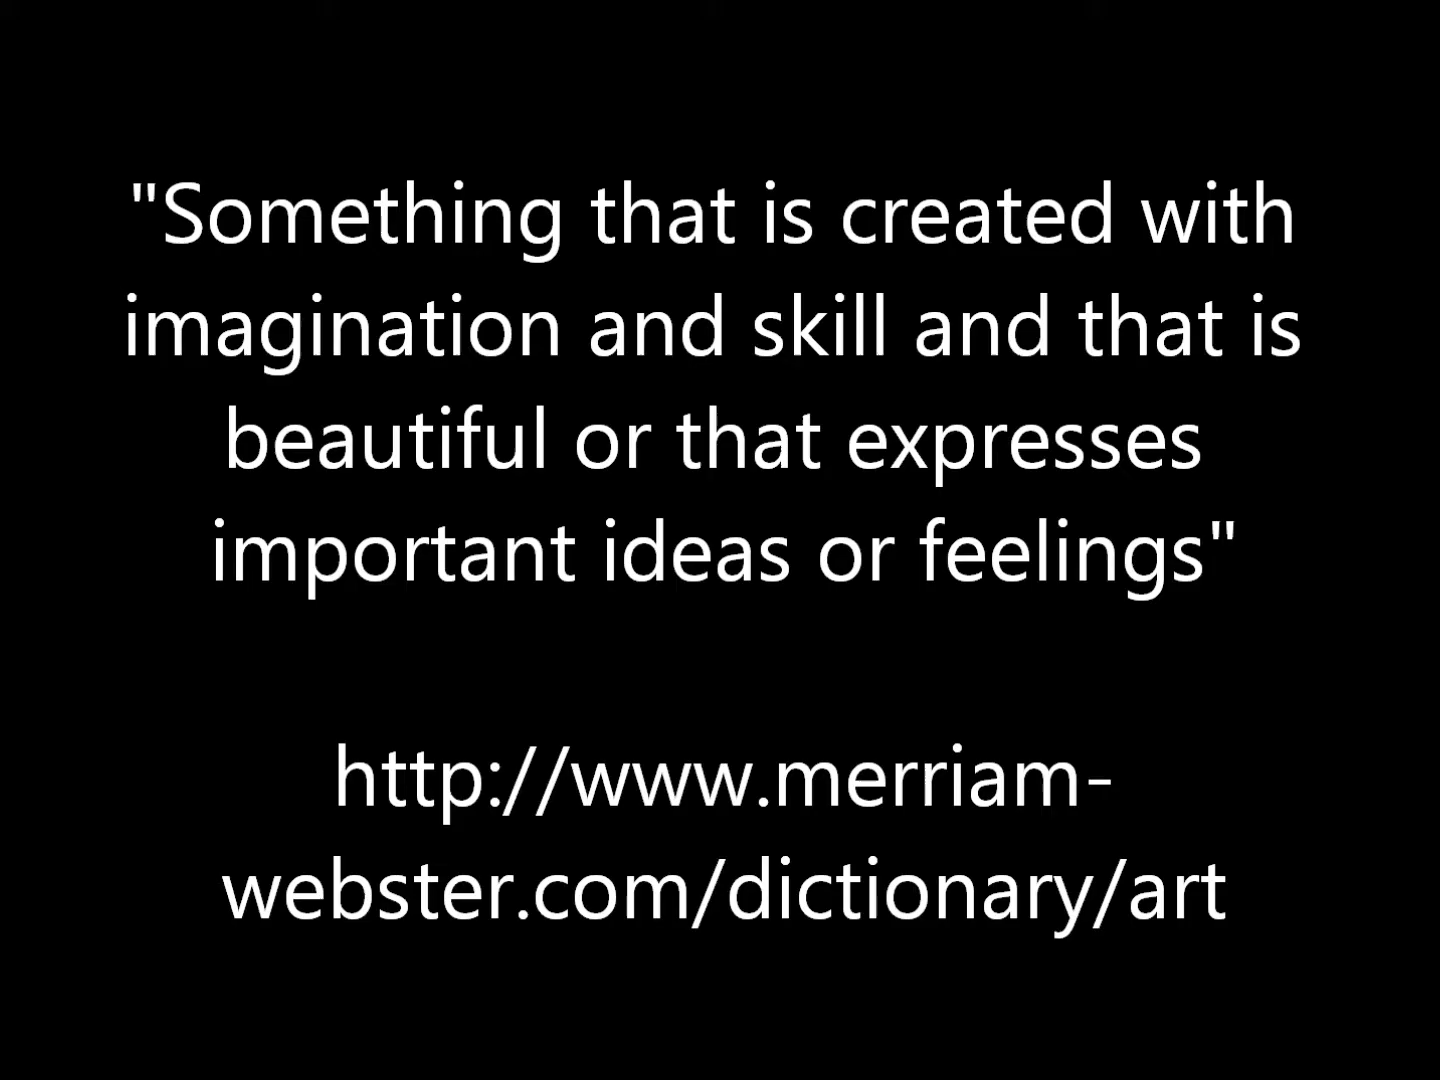 "Something that is created with
imagination and skill and that is
beautiful or that expresses
important ideas or feelings"
http://www.merriam-
webster.com/dictionary/art